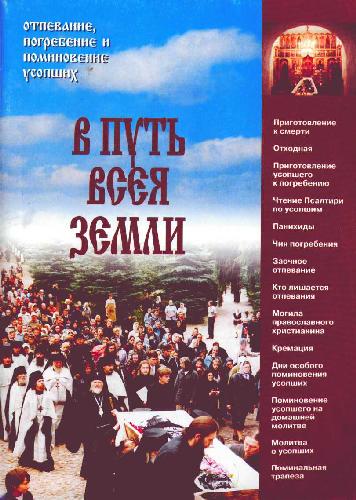 отпевание,
погребение и
поминовение
усопших
В ПУТЬ
ВСЕЯ
ЗЕМЛИ
Приготовление
к смерти
Отходная
Приготовление
усопшего
к погребению
Чтение Псалтири
по усопшим
Панихиды
Чин погребения
Заочное
отпевание
Кто лишается
отпевания
Могила
православного
христианина
Кремация
Дни особого
поминовения
усопших
Поминовение
усопшего на
домашней
молитве
Молитва
о усопших
Поминальная
трапеза